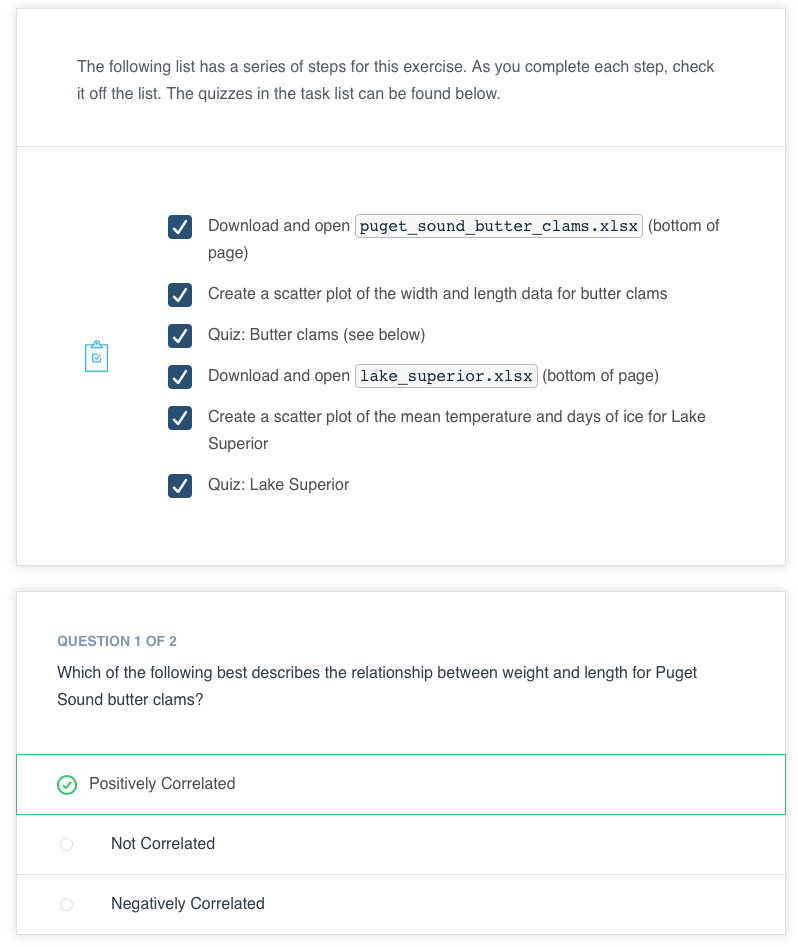 The following list has a series of steps for this exercise. As you complete each step, check
it off the list. The quizzes in the task list can be found below.
Download and open puget_sound_butter_clams.xlsx (bottom of
page)
Create a scatter plot of the width and length data for butter clams
Quiz: Butter clams (see below)
Download and open lake_superior.xlsx (bottom of page)
Create a scatter plot of the mean temperature and days of ice for Lake
Superior
Quiz: Lake Superior
QUESTION 1 OF 2
Which of the following best describes the relationship between weight and length for Puget
Sound butter clams?
Positively Correlated
Not Correlated
Negatively Correlated